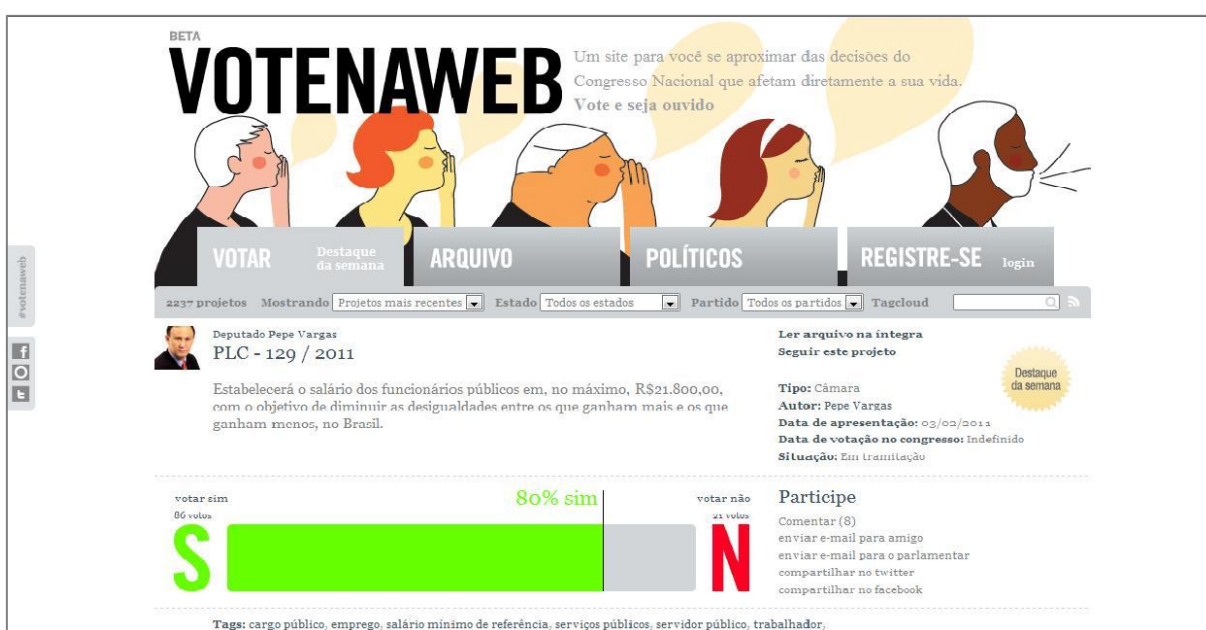 BETA
VOTENAWEB
Um site para você se aproximar das decisões do
Congresso Nacional que afetam diretamente a sua vida.
Vote e seja ouvido
VOTAR Destaque da semana ARQUIVO POLÍTICOS REGISTRE-SE login
2237 projetos Mostrando Projetos mais recentes Estado Todos os estados Partido Todos os partidos Tagcloud
#votenaweb
Deputado Pepe Vargas
PLC - 129 / 2011
Estabelecerá o salário dos funcionários públicos em, no máximo, R$21.800,00,
com o objetivo de diminuir as desigualdades entre os que ganham mais e os que
ganham menos, no Brasil.
Ler arquivo na íntegra
Seguir este projeto
Destaque
da semana
Tipo: Câmara
Autor: Pepe Vargas
Data de apresentação: 03/02/2011
Data de votação no congresso: Indefinido
Situação: Em tramitação
votar sim 80% sim votar não
86 votos 21 votos
S N
Participe
Comentar (8)
enviar e-mail para amigo
enviar e-mail para o parlamentar
compartilhar no twitter
compartilhar no facebook
Tags: cargo público, emprego, salário mínimo de referência, serviços públicos, servidor público, trabalhador,